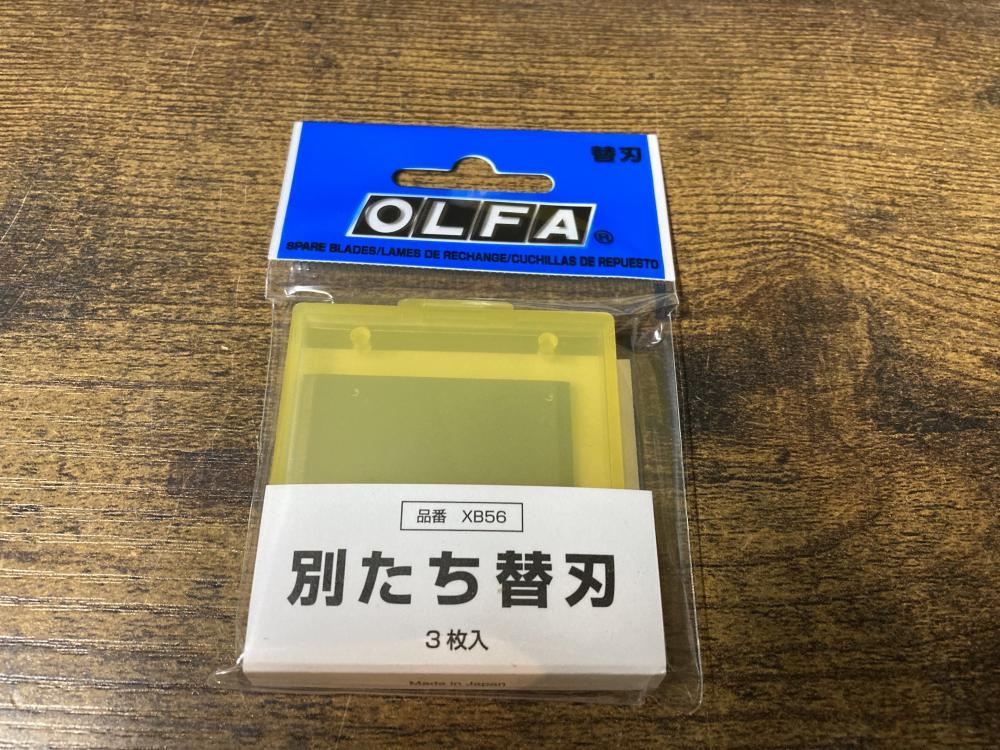 替刃
OLFA®
SPARE BLADES/LAMES DE RECHANGE/CUCHILLAS DE REPUESTO
品番 XB56
別たち替刃
3枚入
Made in Japan